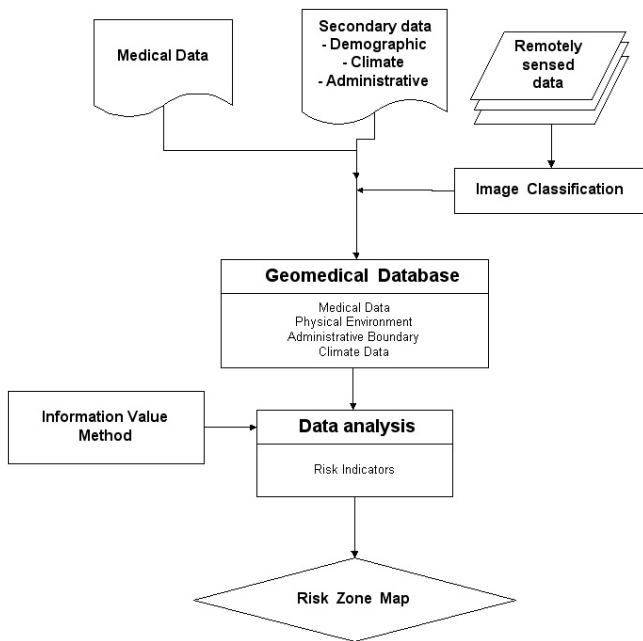 Medical Data
Secondary data
- Demographic
- Climate
- Administrative
Remotely
sensed
data
Image Classification
Geomedical Database
Medical Data
Physical Environment
Administrative Boundary
Climate Data
Information Value
Method
Data analysis
Risk Indicators
Risk Zone Map